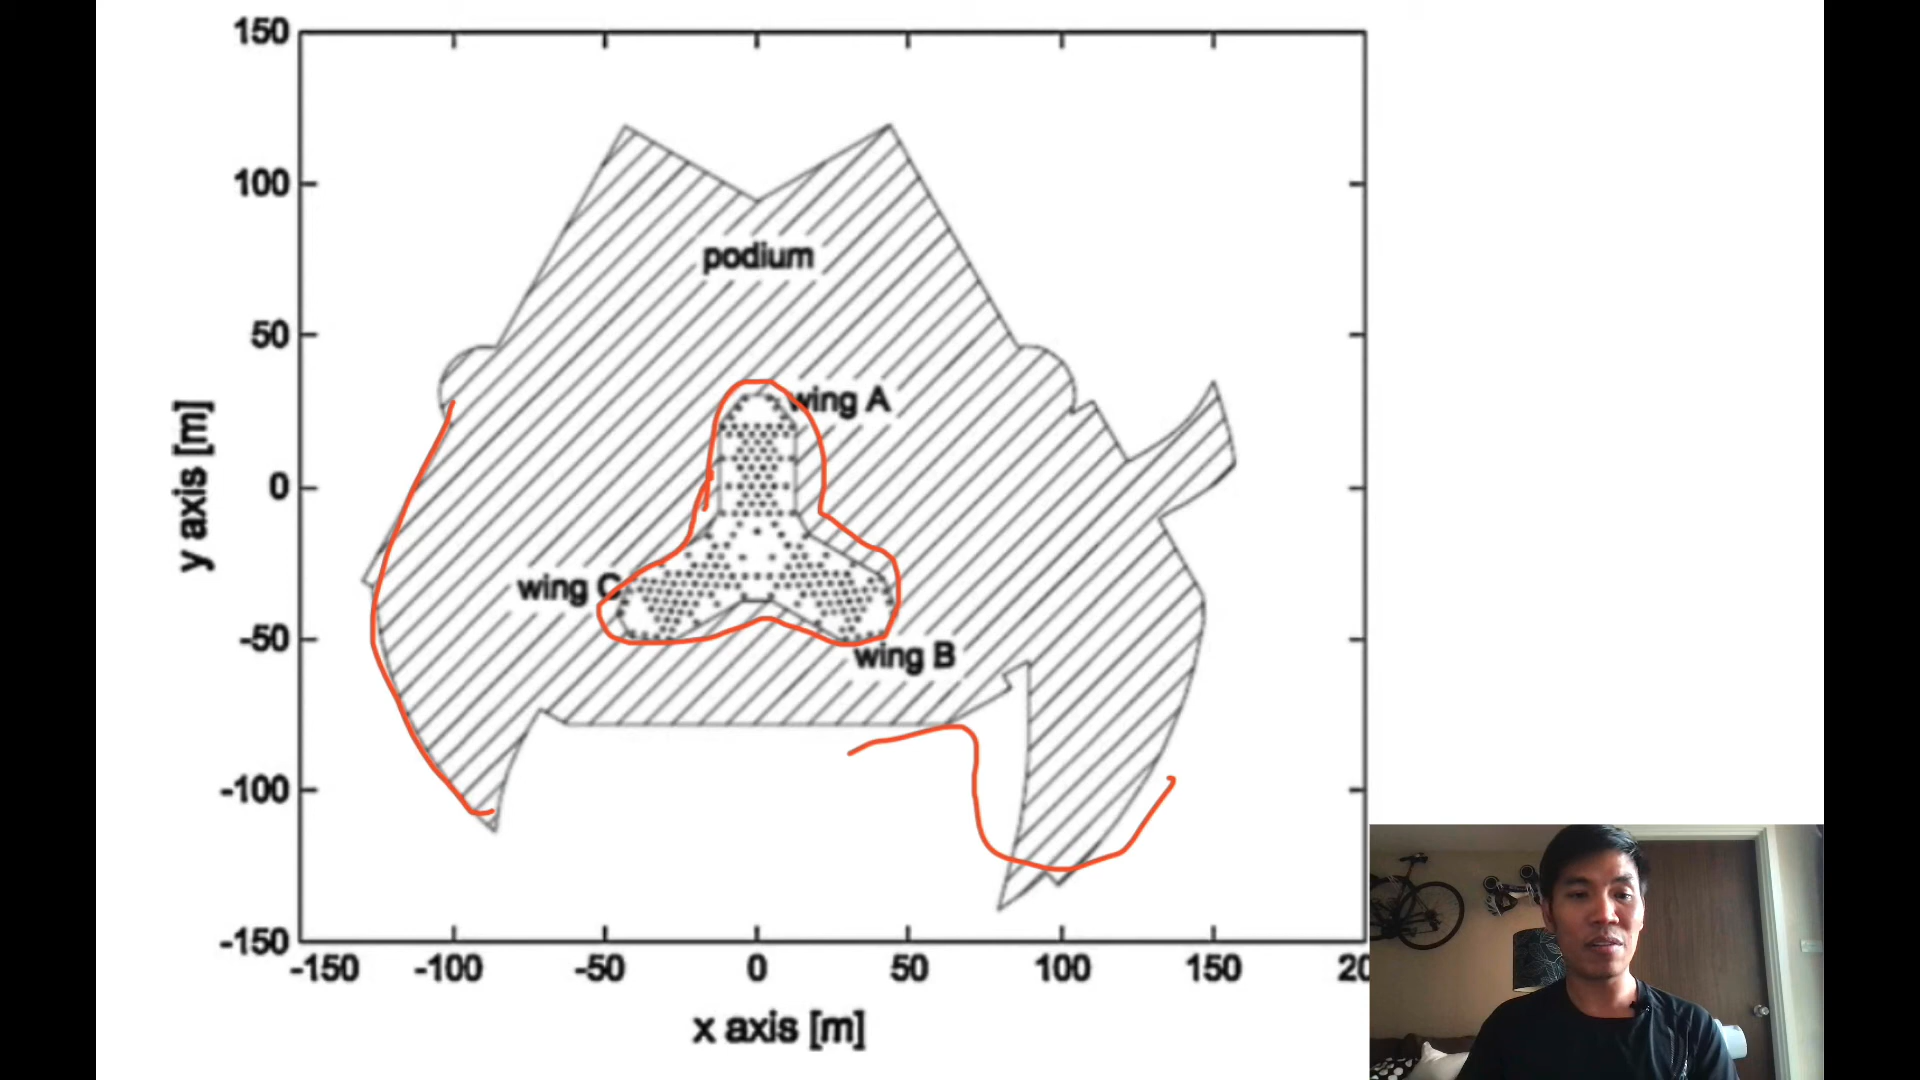 150
100
podium
50
wing A
y axis [m]
0
wing C
-50
wing B
-100
-150
-150 -100 -50 0 50 100 150 20
x axis [m]